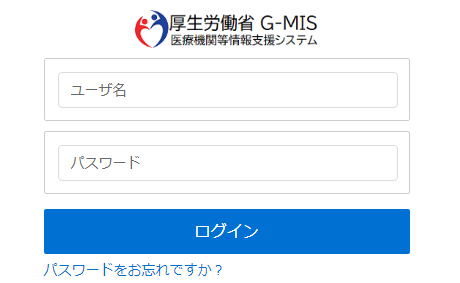 厚生労働省 G-MIS
医療機関等情報支援システム
ユーザ名
パスワード
ログイン
パスワードをお忘れですか？